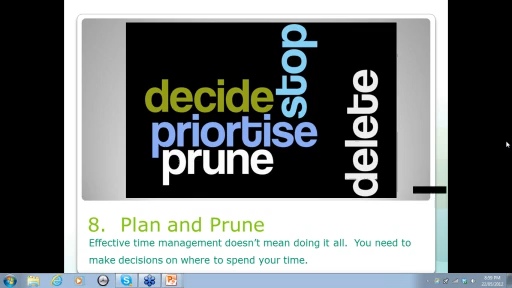 decide
stop
priortise
prune
delete
8. Plan and Prune
Effective time management doesn't mean doing it all. You need to
make decisions on where to spend your time.